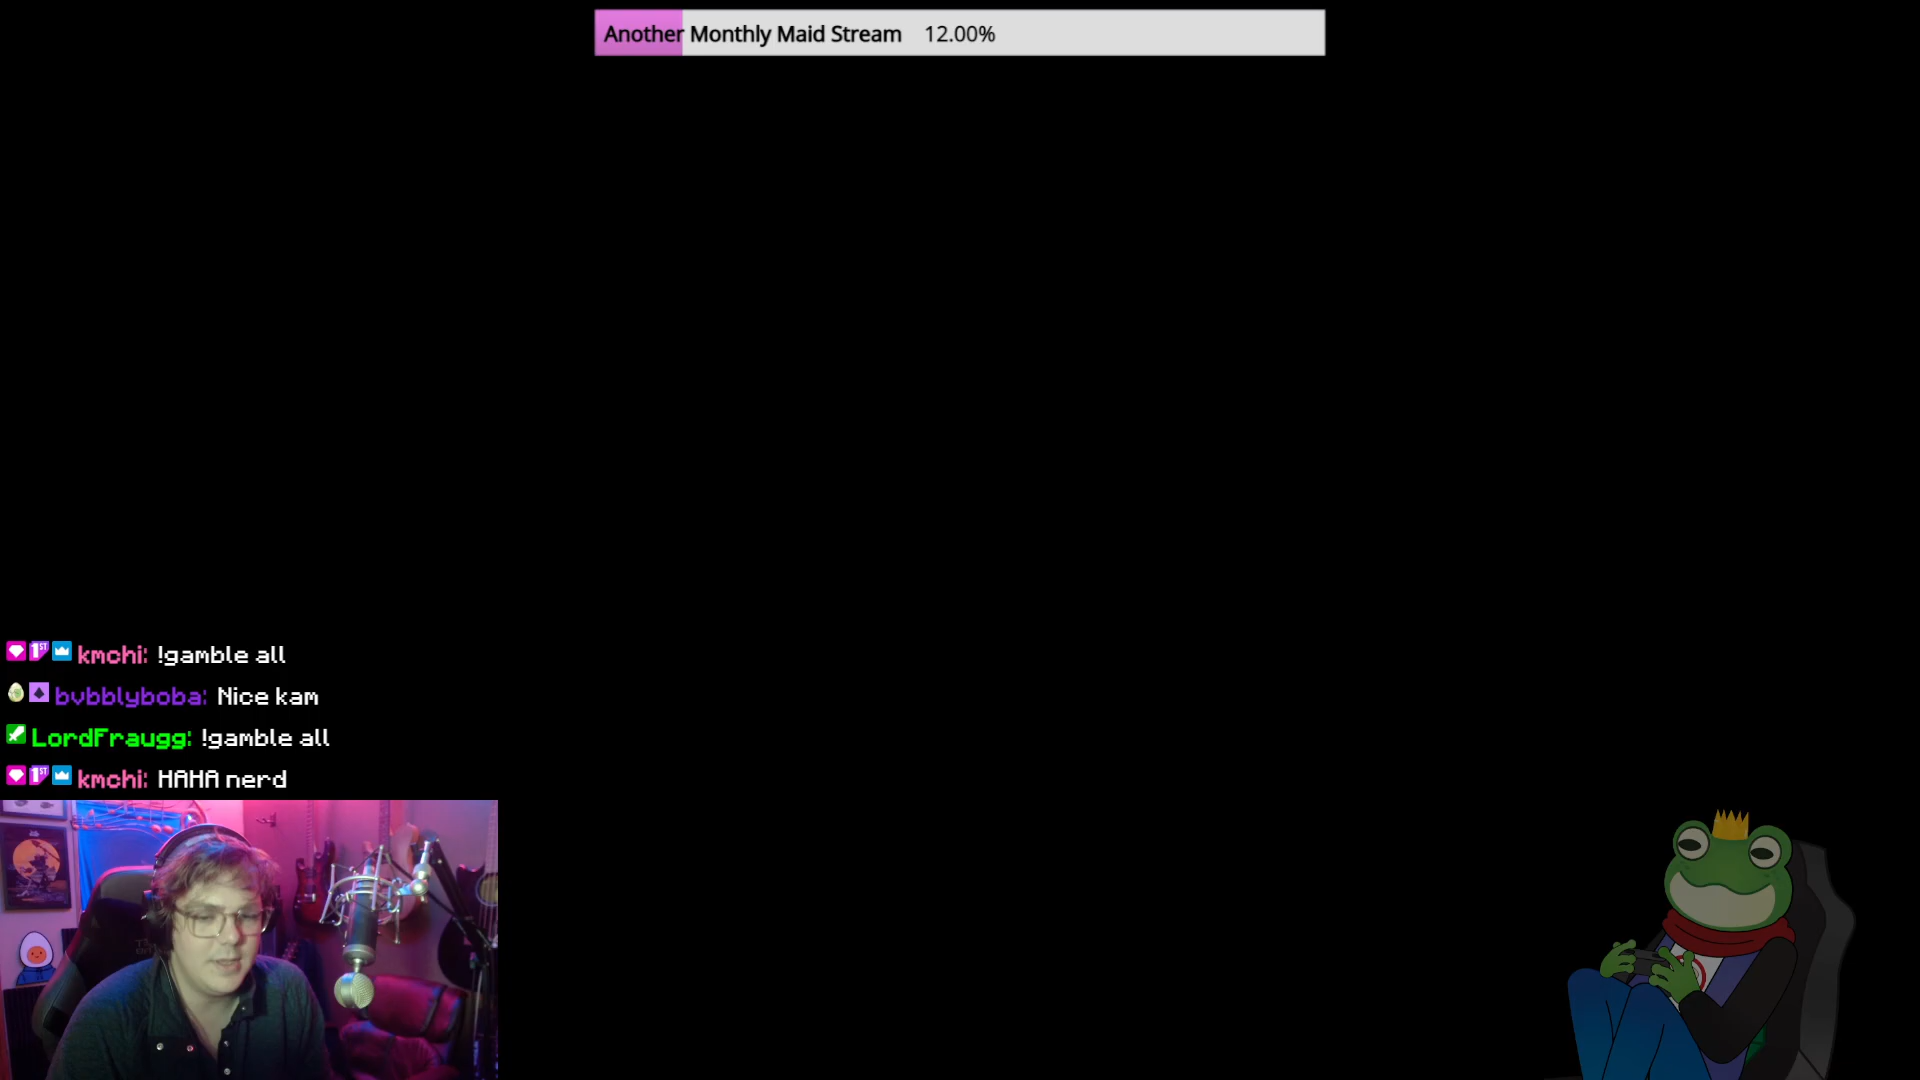 Another Monthly Maid Stream 12.00%
kmchi: !gamble all
bvbblyboba: Nice kam
LordFraugg: !gamble all
kmchi: HAHA nerd